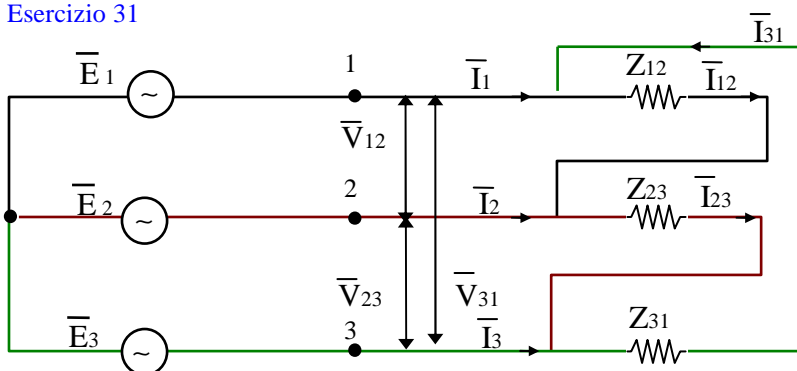 Esercizio 31
I31
E1 1 I1 Z12 I12
~
V12
E2 2 I2 Z23 I23
~
V23 V31
E3 3 I3 Z31
~